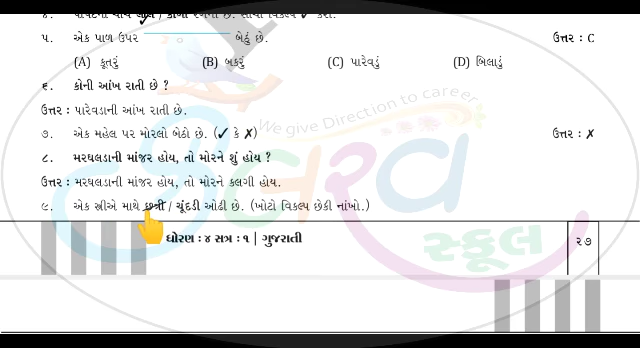 ૫. એક પાળ ઉપર ____________ બેઠું છે. ઉત્તર : C
(A) કૂતરું (B) બકરું (C) પારેવડું (D) બિલાડું
૬. કોની આંખ રાતી છે ?
ઉત્તર : પારેવડાની આંખ રાતી છે.
૭. એક મહેલ પર મોરલો બેઠો છે. (✓ કે ✗) ઉત્તર : ✗
૮. મરઘલડાની માંજર હોય, તો મોરને શું હોય ?
ઉત્તર : મરઘલડાની માંજર હોય, તો મોરને કલગી હોય.
૯. એક સ્ત્રીએ માથે છત્રી / ચૂંદડી ઓઢી છે. (ખોટો વિકલ્પ છેકી નાંખો.)
We give Direction to career
કલરવ
સ્કૂલ
ધોરણ : ૪ સત્ર : ૧ | ગુજરાતી ૨૭